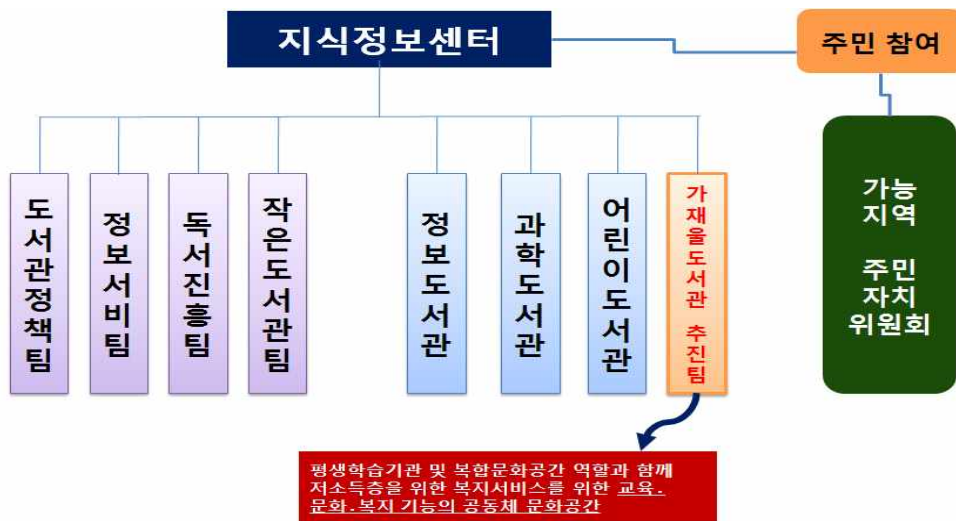 지식정보센터
주민 참여
도서관정책팀
정보서비팀
독서진흥팀
작은도서관팀
정보도서관
과학도서관
어린이도서관
가재울도서관 추진팀
가능
지역
주민
자치
위원회
평생학습기관 및 복합문화공간 역할과 함께
저소득층을 위한 복지서비스를 위한 교육.
문화.복지 기능의 공동체 문화공간